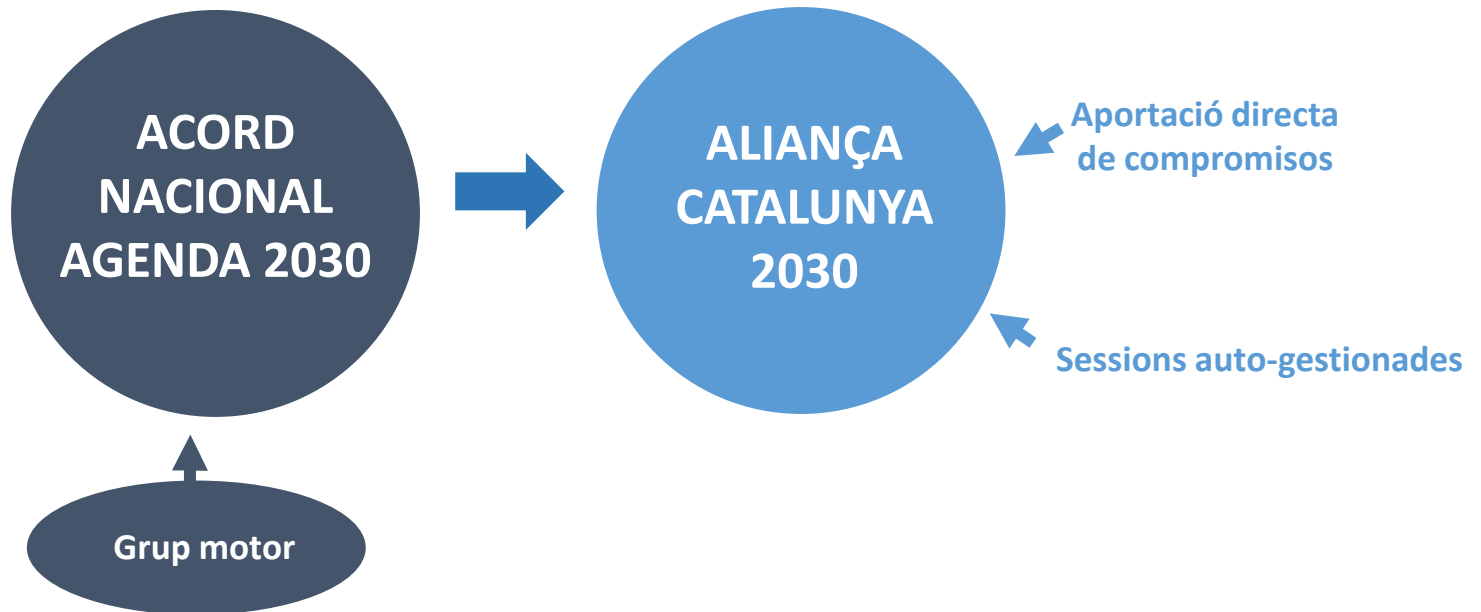 ACORD
NACIONAL
AGENDA 2030
ALIANÇA
CATALUNYA
2030
Aportació directa
de compromisos
Sessions auto-gestionades
Grup motor